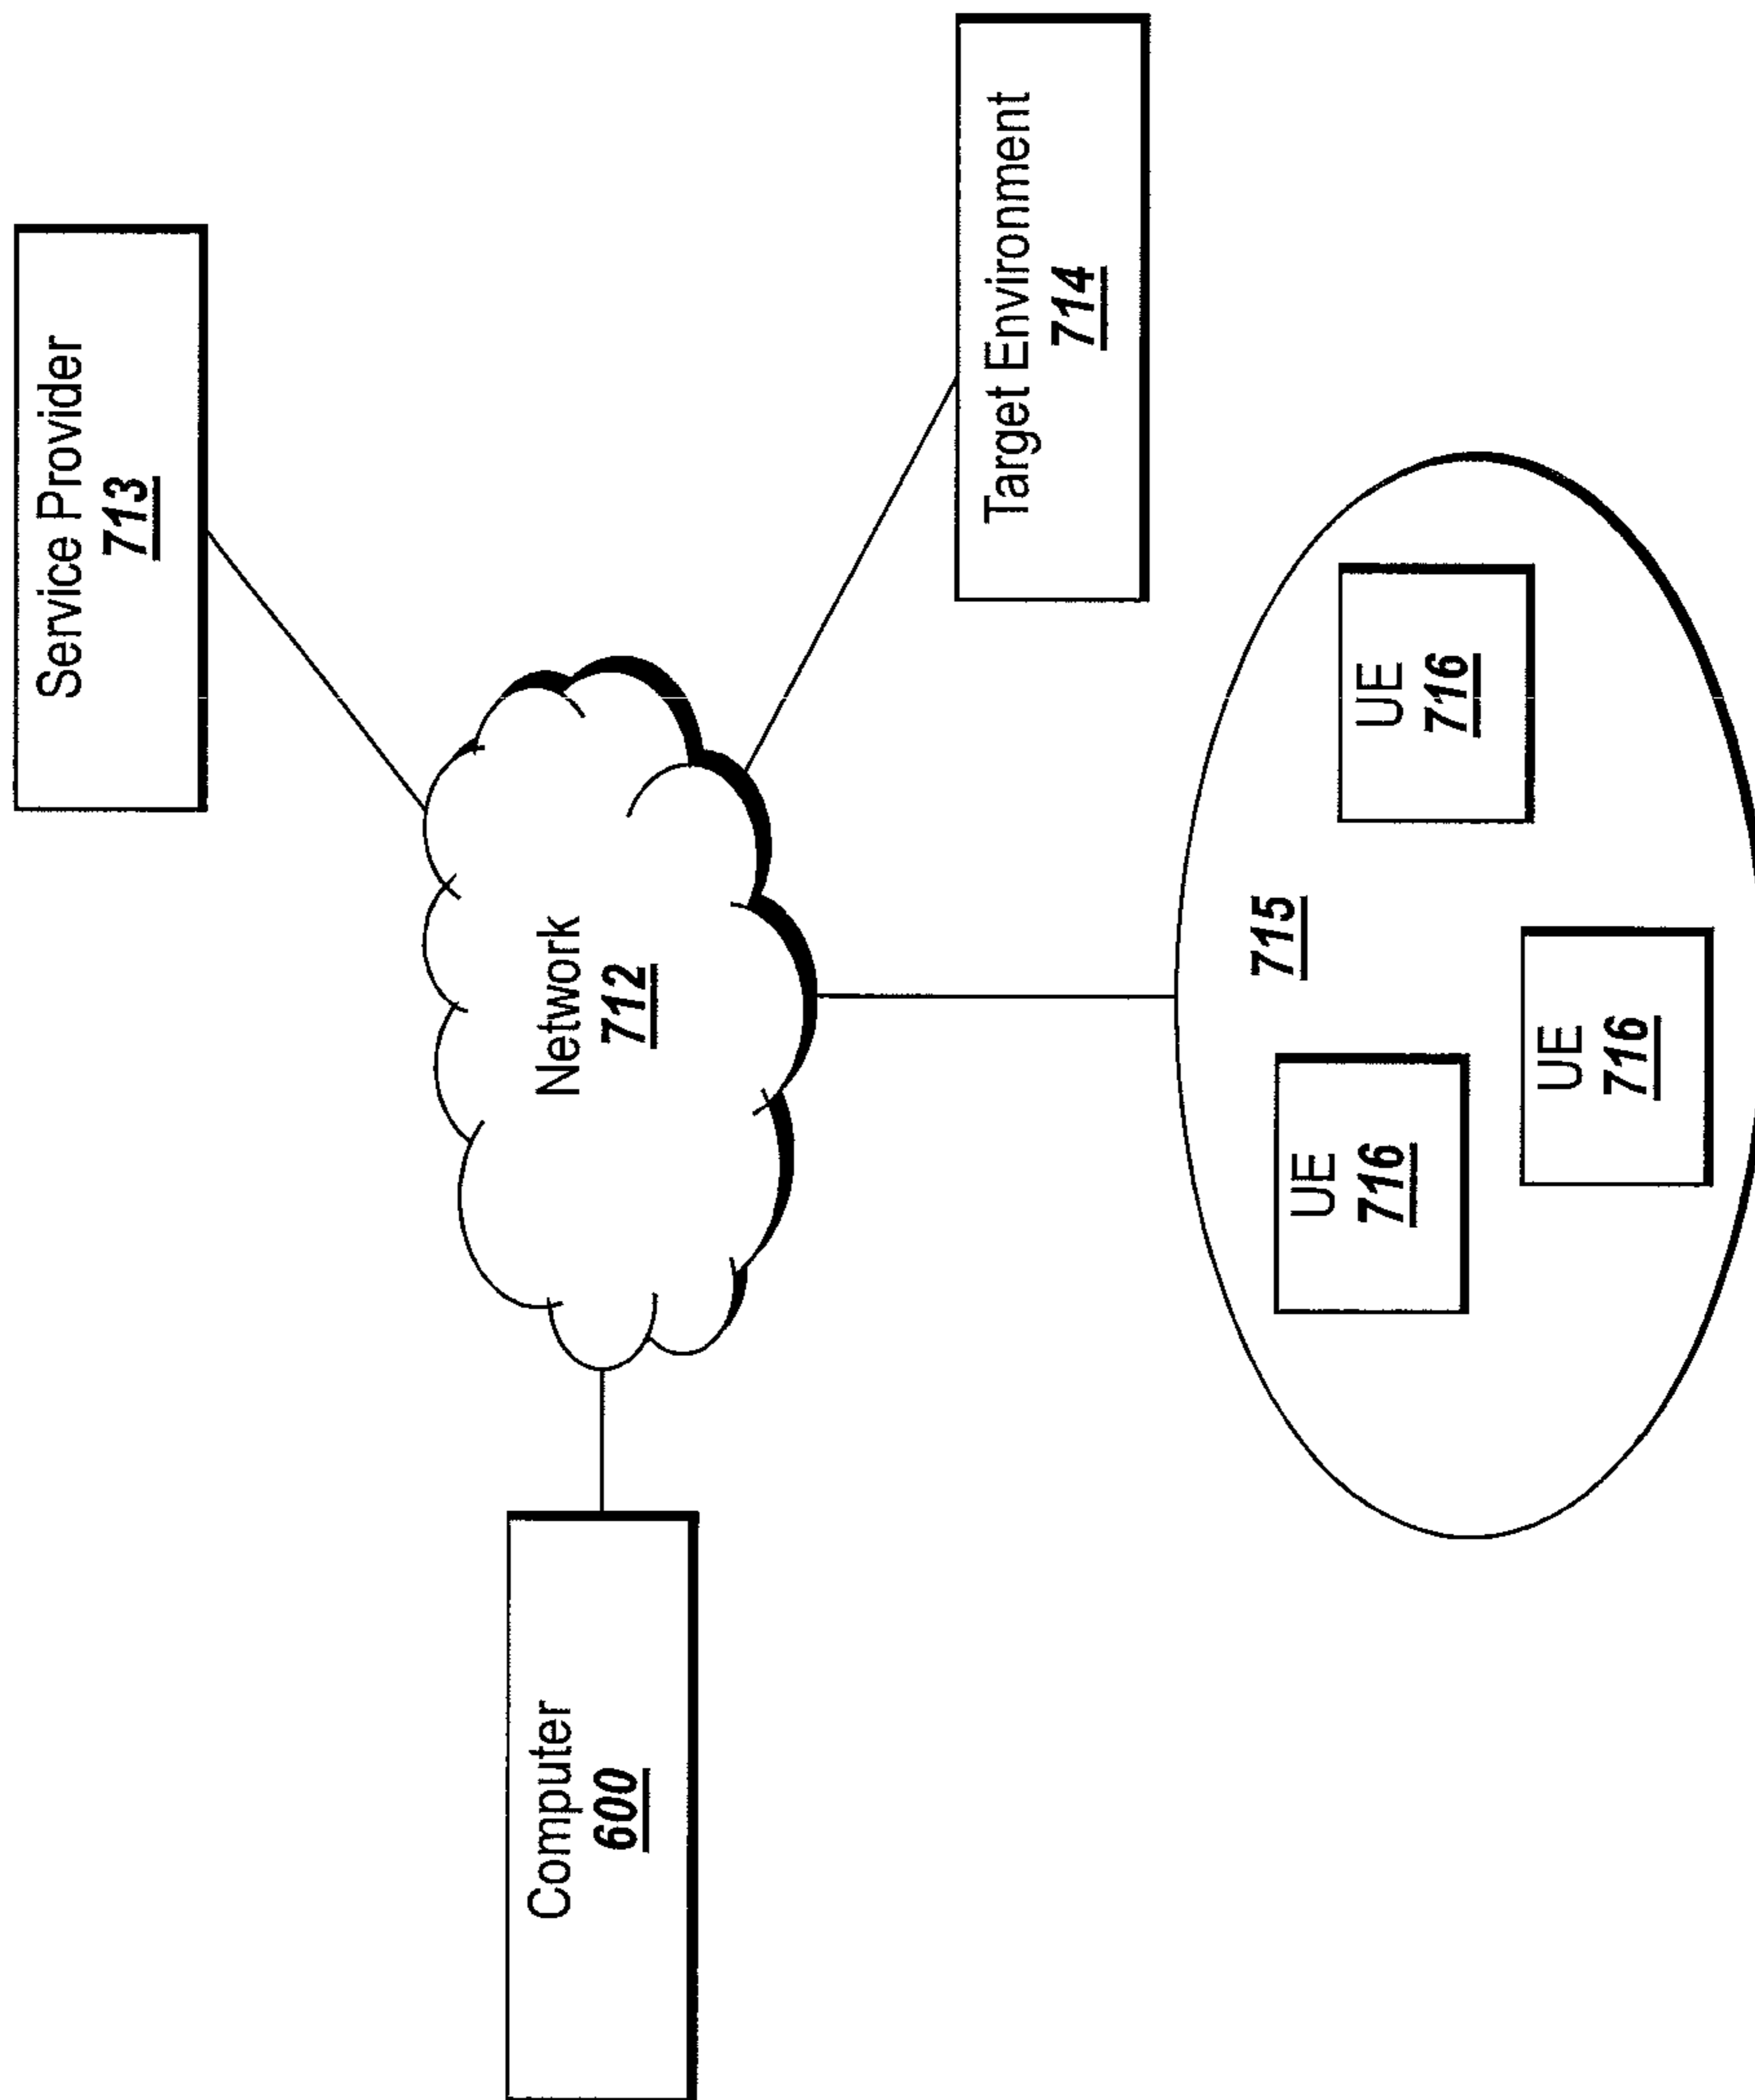 Service Provider
713
Target Environment
714
Network
712
Computer
600
715
UE
716
UE
716
UE
716